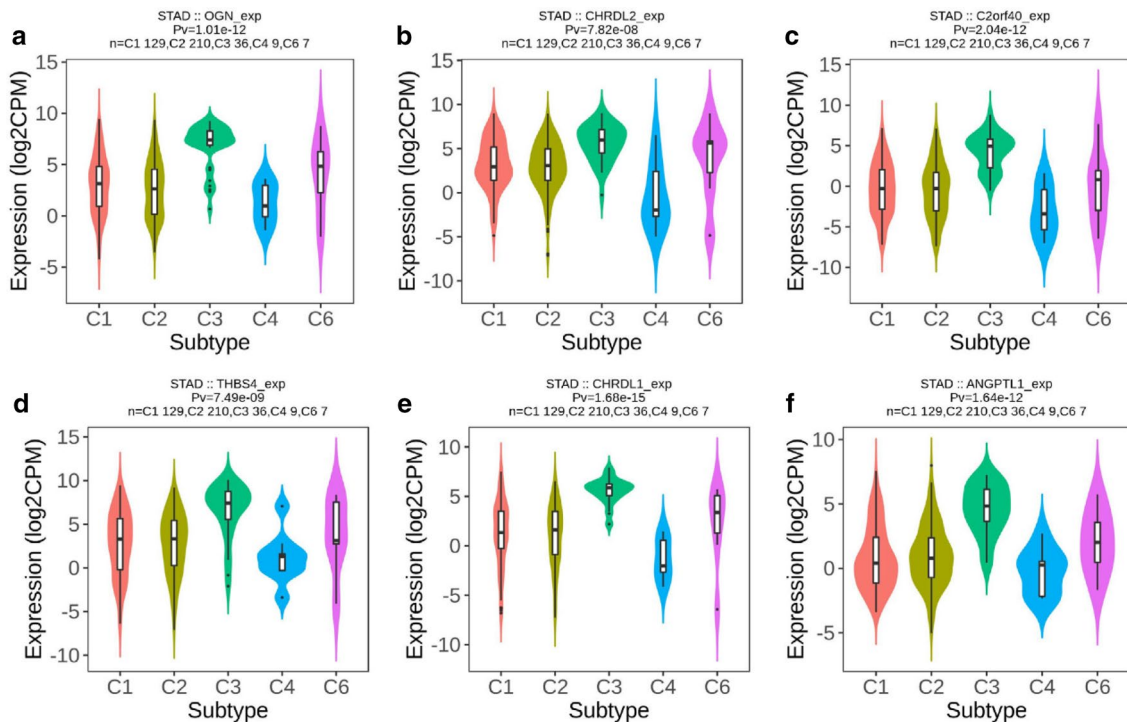 a
STAD :: OGN_exp
Pv=1.01e-12
n=C1 129,C2 210,C3 36,C4 9,C6 7
Expression (log2CPM)
15
10
5
0
-5
C1 C2 C3 C4 C6
Subtype
b
STAD :: CHRDL2_exp
Pv=7.82e-08
n=C1 129,C2 210,C3 36,C4 9,C6 7
Expression (log2CPM)
15
10
5
0
-5
-10
C1 C2 C3 C4 C6
Subtype
c
STAD :: C2orf40_exp
Pv=2.04e-12
n=C1 129,C2 210,C3 36,C4 9,C6 7
Expression (log2CPM)
15
10
5
0
-5
-10
C1 C2 C3 C4 C6
Subtype
d
STAD :: THBS4_exp
Pv=7.49e-09
n=C1 129,C2 210,C3 36,C4 9,C6 7
Expression (log2CPM)
15
10
5
0
-5
-10
C1 C2 C3 C4 C6
Subtype
e
STAD :: CHRDL1_exp
Pv=1.68e-15
n=C1 129,C2 210,C3 36,C4 9,C6 7
Expression (log2CPM)
10
5
0
-5
-10
C1 C2 C3 C4 C6
Subtype
f
STAD :: ANGPTL1_exp
Pv=1.64e-12
n=C1 129,C2 210,C3 36,C4 9,C6 7
Expression (log2CPM)
10
5
0
-5
C1 C2 C3 C4 C6
Subtype